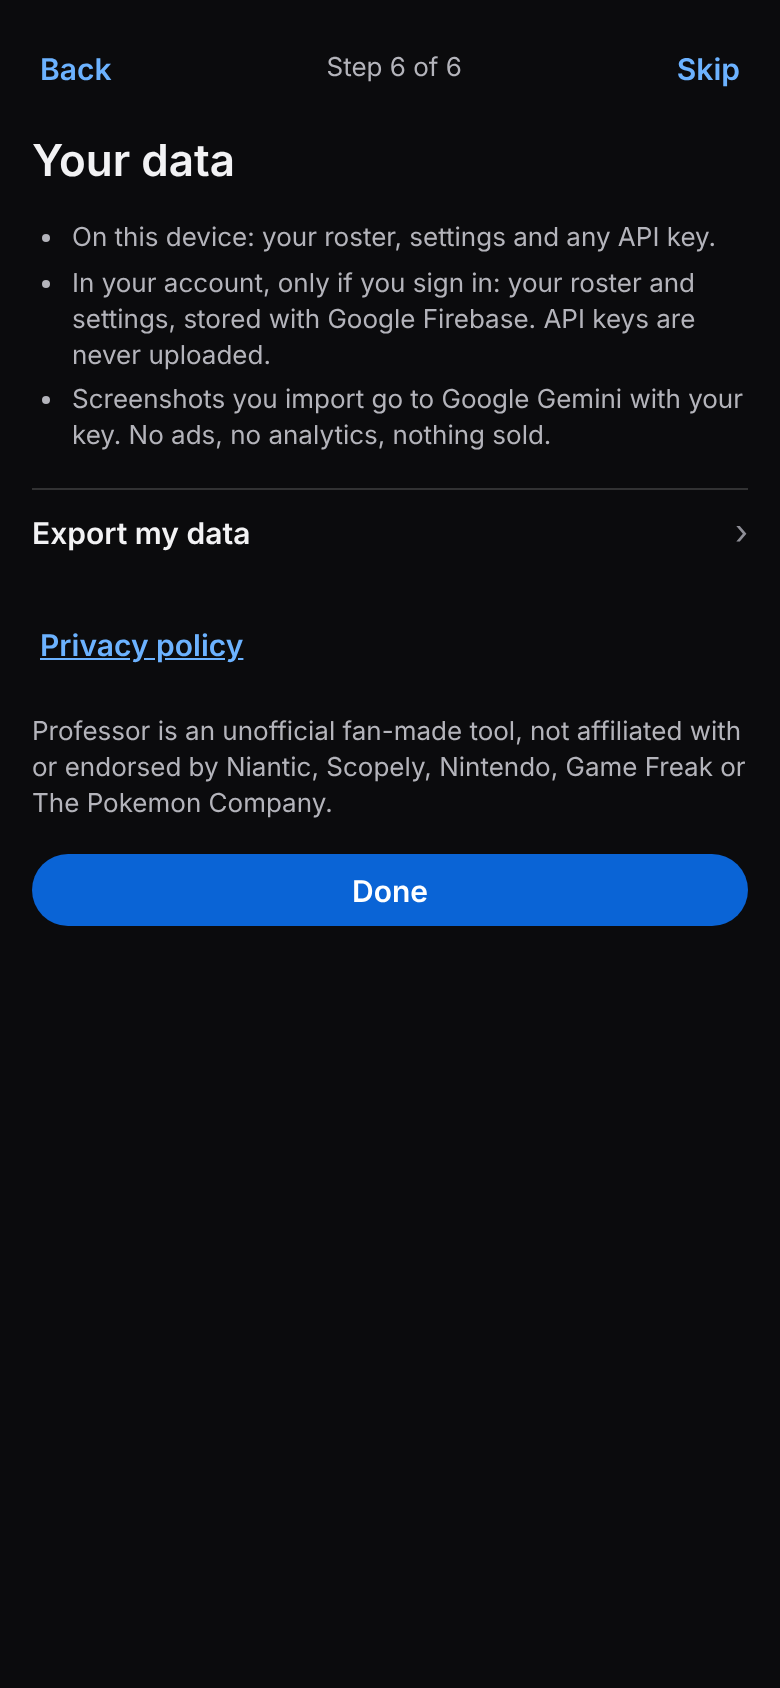 Back
Step 6 of 6
Skip
Your data
• On this device: your roster, settings and any API key.
• In your account, only if you sign in: your roster and
settings, stored with Google Firebase. API keys are
never uploaded.
• Screenshots you import go to Google Gemini with your
key. No ads, no analytics, nothing sold.
Export my data
Privacy policy
Professor is an unofficial fan-made tool, not affiliated with
or endorsed by Niantic, Scopely, Nintendo, Game Freak or
The Pokemon Company.
Done